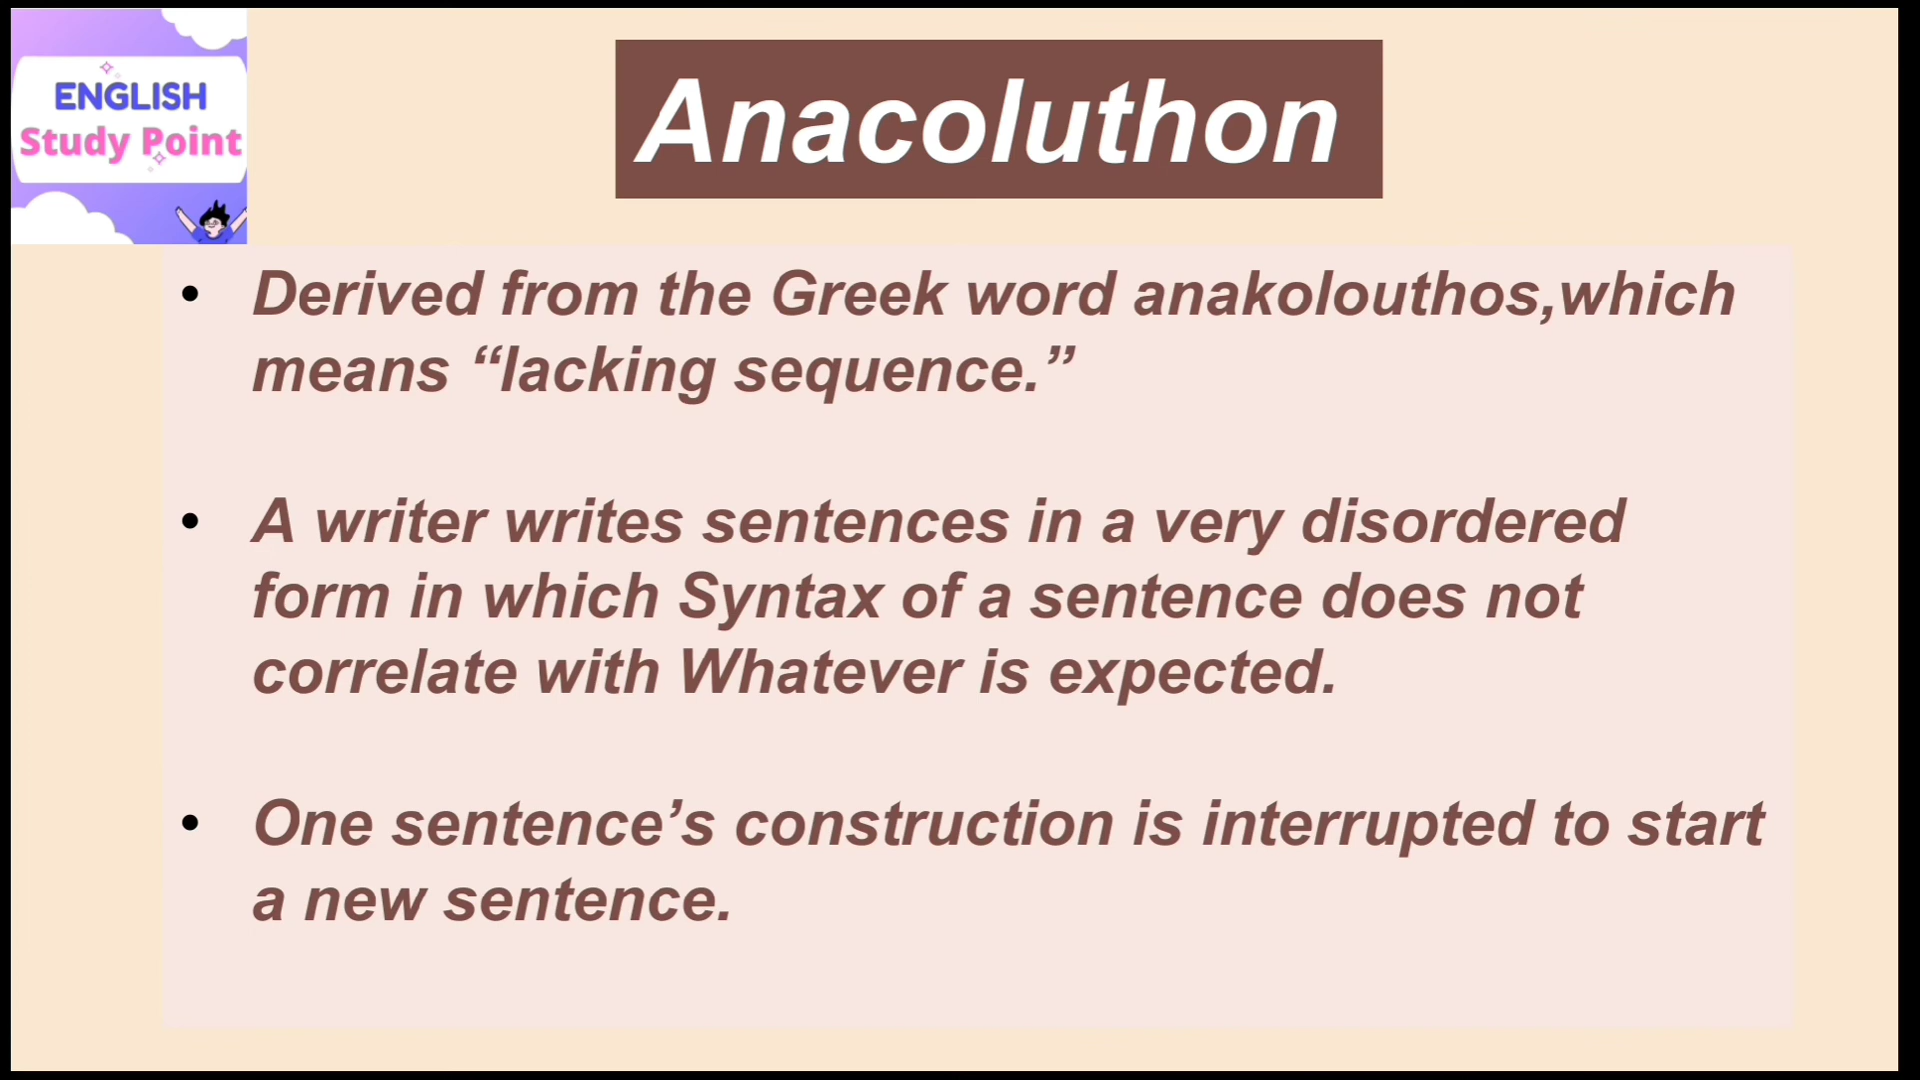 ENGLISH
Study Point
Anacoluthon
• Derived from the Greek word anakolouthos,which
means “lacking sequence.”
• A writer writes sentences in a very disordered
form in which Syntax of a sentence does not
correlate with Whatever is expected.
• One sentence’s construction is interrupted to start
a new sentence.